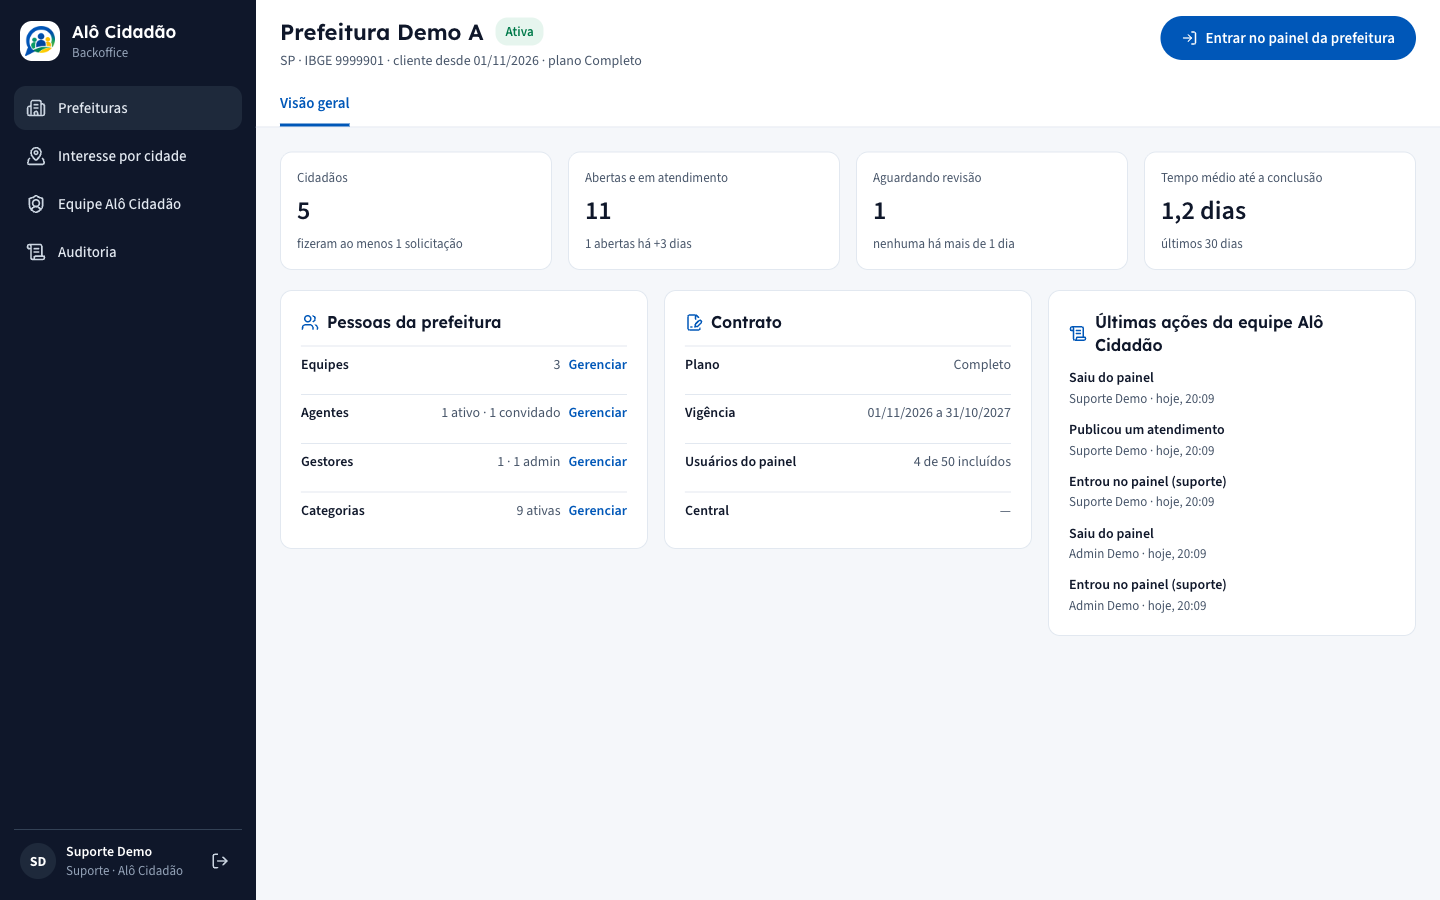 Alô Cidadão
Backoffice
Prefeituras
Interesse por cidade
Equipe Alô Cidadão
Auditoria
SD
Suporte Demo
Suporte · Alô Cidadão
Prefeitura Demo A
Ativa
SP · IBGE 9999901 · cliente desde 01/11/2026 · plano Completo
Entrar no painel da prefeitura
Visão geral
Cidadãos
5
fizeram ao menos 1 solicitação
Abertas e em atendimento
11
1 abertas há +3 dias
Aguardando revisão
1
nenhuma há mais de 1 dia
Tempo médio até a conclusão
1,2 dias
últimos 30 dias
Pessoas da prefeitura
Equipes 3 Gerenciar
Agentes 1 ativo · 1 convidado Gerenciar
Gestores 1 · 1 admin Gerenciar
Categorias 9 ativas Gerenciar
Contrato
Plano Completo
Vigência 01/11/2026 a 31/10/2027
Usuários do painel 4 de 50 incluídos
Central —
Últimas ações da equipe Alô
Cidadão
Saiu do painel
Suporte Demo · hoje, 20:09
Publicou um atendimento
Suporte Demo · hoje, 20:09
Entrou no painel (suporte)
Suporte Demo · hoje, 20:09
Saiu do painel
Admin Demo · hoje, 20:09
Entrou no painel (suporte)
Admin Demo · hoje, 20:09